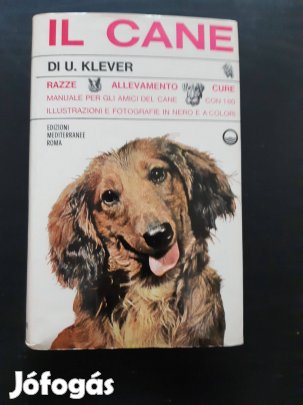 IL CANE
DI U. KLEVER
RAZZE ALLEVAMENTO CURE
MANUALE PER GLI AMICI DEL CANE CON 160
ILLUSTRAZIONI E FOTOGRAFIE IN NERO E A COLORI
EDIZIONI
MEDITERRANEE
ROMA
Jófogás